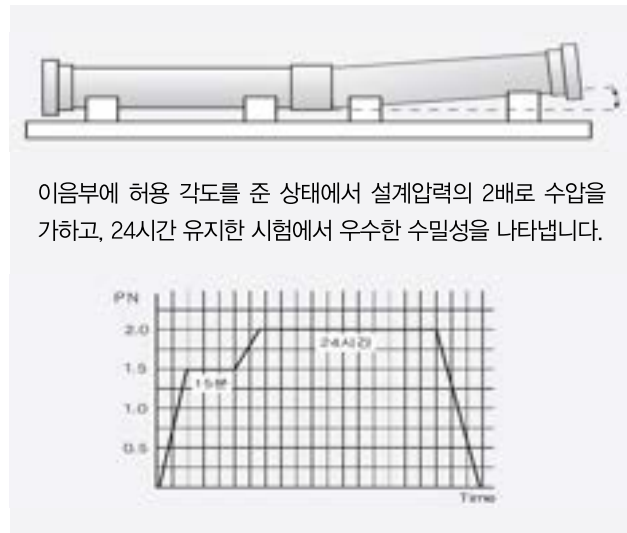 이음부에 허용 각도를 준 상태에서 설계압력의 2배로 수압을
가하고, 24시간 유지한 시험에서 우수한 수밀성을 나타냅니다.
PN
2.0
24시간
1.5
15분
1.0
0.5
Time